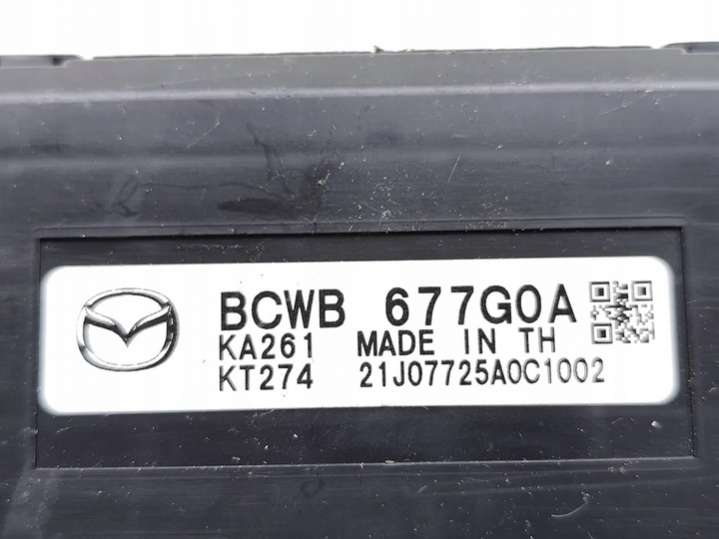 BCWB 677G0A
KA261 MADE IN TH
KT274 21J07725A0C1002